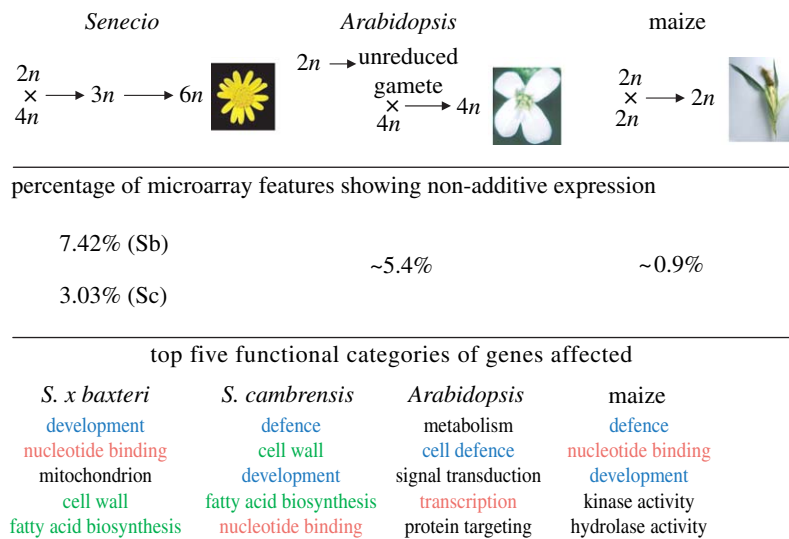 Senecio Arabidopsis maize
2n × 4n → 3n → 6n
2n → unreduced gamete × 4n → 4n
2n × 2n → 2n
percentage of microarray features showing non-additive expression
7.42% (Sb)
~5.4% ~0.9%
3.03% (Sc)
top five functional categories of genes affected
S. x baxteri S. cambrensis Arabidopsis maize
development defence metabolism defence
nucleotide binding cell wall cell defence nucleotide binding
mitochondrion development signal transduction development
cell wall fatty acid biosynthesis transcription kinase activity
fatty acid biosynthesis nucleotide binding protein targeting hydrolase activity